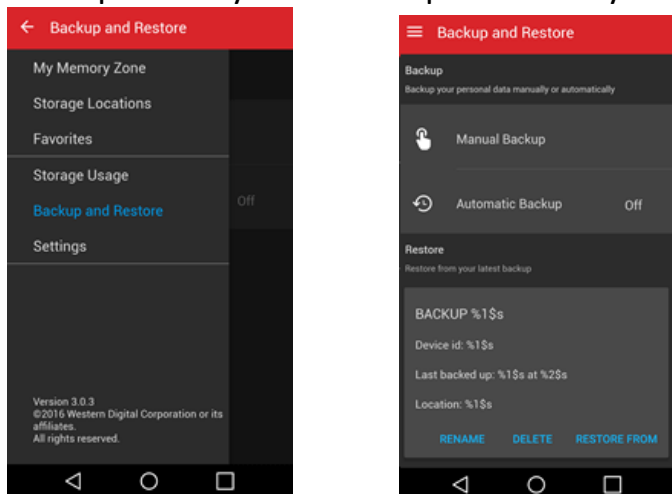 Backup and Restore
My Memory Zone
Storage Locations
Favorites
Storage Usage
Backup and Restore
Settings
Off
Version 3.0.3
©2016 Western Digital Corporation or its
affiliates.
All rights reserved.
Backup and Restore
Backup
Backup your personal data manually or automatically
Manual Backup
Automatic Backup Off
Restore
Restore from your latest backup
BACKUP %1$s
Device id: %1$s
Last backed up: %1$s at %2$s
Location: %1$s
RENAME DELETE RESTORE FROM